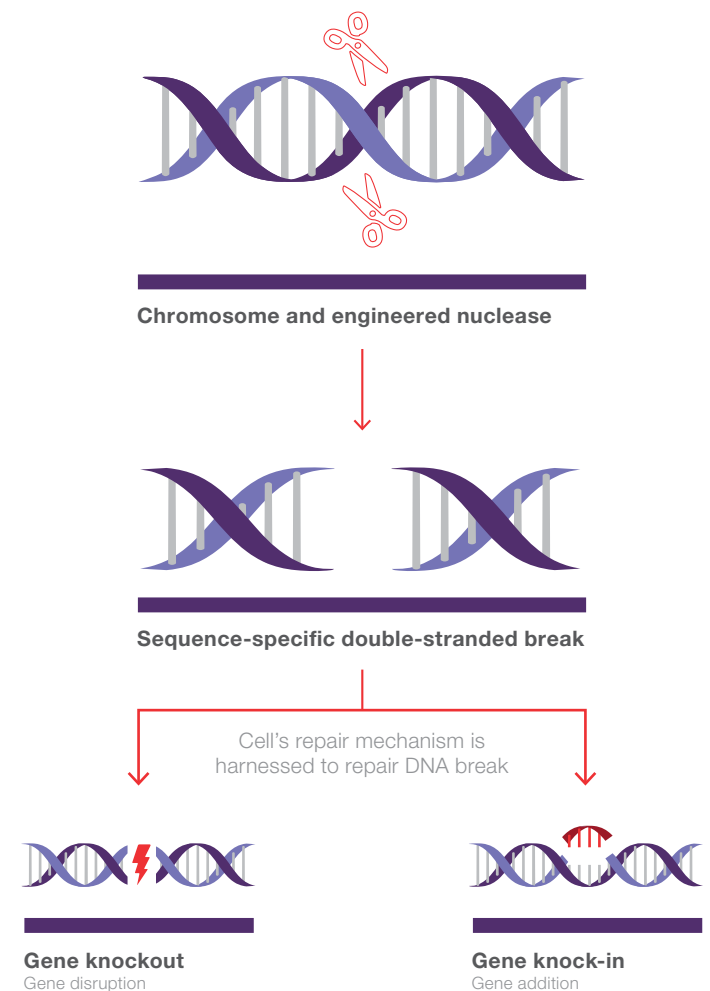 Chromosome and engineered nuclease
Sequence-specific double-stranded break
Cell's repair mechanism is
harnessed to repair DNA break
Gene knockout
Gene disruption
Gene knock-in
Gene addition